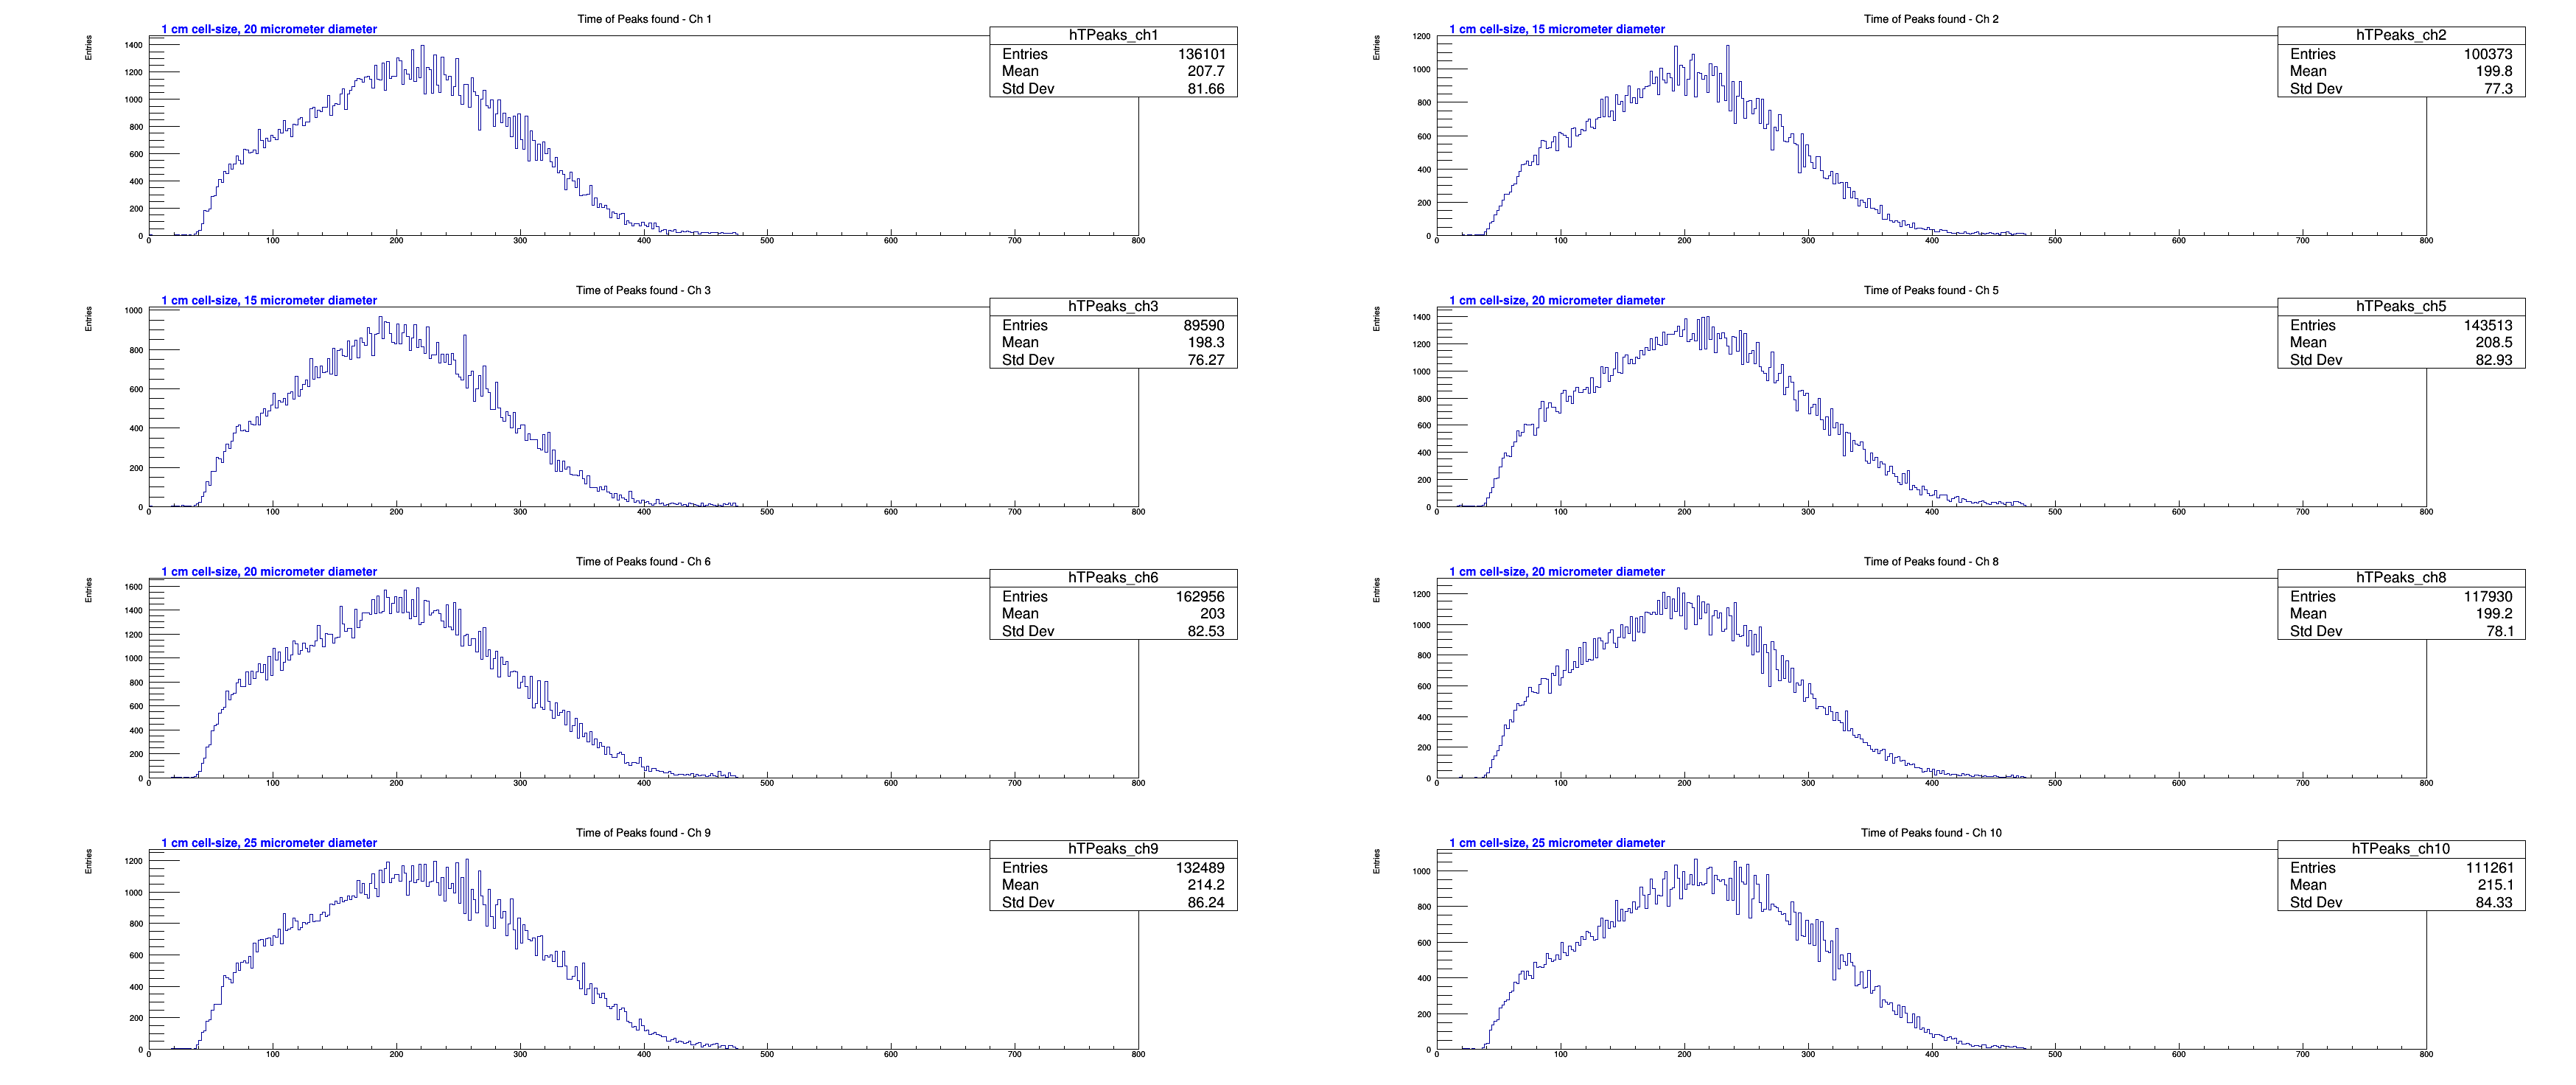 Time of Peaks found - Ch 1
1 cm cell-size, 20 micrometer diameter
Entries
hTPeaks_ch1
Entries 136101
Mean 207.7
Std Dev 81.66
1400
1200
1000
800
600
400
200
0
0 100 200 300 400 500 600 700 800
Time of Peaks found - Ch 2
1 cm cell-size, 15 micrometer diameter
Entries
hTPeaks_ch2
Entries 100373
Mean 199.8
Std Dev 77.3
1200
1000
800
600
400
200
0
0 100 200 300 400 500 600 700 800
Time of Peaks found - Ch 3
1 cm cell-size, 15 micrometer diameter
Entries
hTPeaks_ch3
Entries 89590
Mean 198.3
Std Dev 76.27
1000
800
600
400
200
0
0 100 200 300 400 500 600 700 800
Time of Peaks found - Ch 5
1 cm cell-size, 20 micrometer diameter
Entries
hTPeaks_ch5
Entries 143513
Mean 208.5
Std Dev 82.93
1400
1200
1000
800
600
400
200
0
0 100 200 300 400 500 600 700 800
Time of Peaks found - Ch 6
1 cm cell-size, 20 micrometer diameter
Entries
hTPeaks_ch6
Entries 162956
Mean 203
Std Dev 82.53
1600
1400
1200
1000
800
600
400
200
0
0 100 200 300 400 500 600 700 800
Time of Peaks found - Ch 8
1 cm cell-size, 20 micrometer diameter
Entries
hTPeaks_ch8
Entries 117930
Mean 199.2
Std Dev 78.1
1200
1000
800
600
400
200
0
0 100 200 300 400 500 600 700 800
Time of Peaks found - Ch 9
1 cm cell-size, 25 micrometer diameter
Entries
hTPeaks_ch9
Entries 132489
Mean 214.2
Std Dev 86.24
1200
1000
800
600
400
200
0
0 100 200 300 400 500 600 700 800
Time of Peaks found - Ch 10
1 cm cell-size, 25 micrometer diameter
Entries
hTPeaks_ch10
Entries 111261
Mean 215.1
Std Dev 84.33
1000
800
600
400
200
0
0 100 200 300 400 500 600 700 800